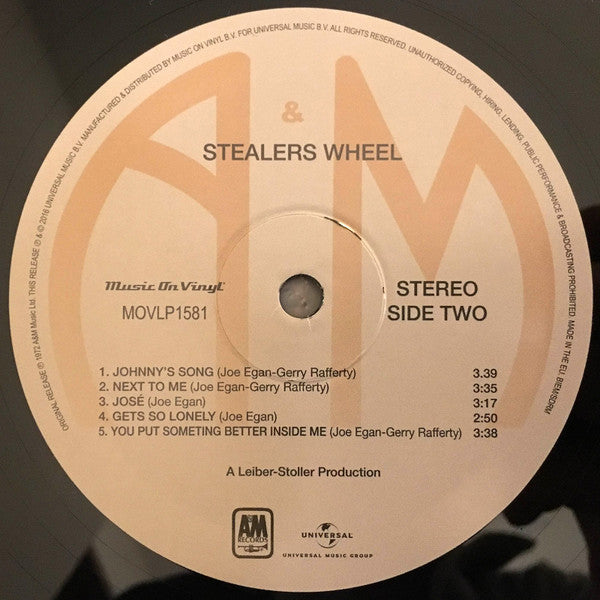 ORIGINAL RELEASE ℗ 1972 A&M Music Ltd. THIS RELEASE ℗ & © 2016 UNIVERSAL MUSIC B.V. MANUFACTURED & DISTRIBUTED BY MUSIC ON VINYL B.V. FOR UNIVERSAL MUSIC B.V. ALL RIGHTS RESERVED. UNAUTHORIZED COPYING, HIRING, LENDING, PUBLIC PERFORMANCE & BROADCASTING PROHIBITED. MADE IN THE EU. BIEM/SDRM
A & M
STEALERS WHEEL
Music On Vinyl
MOVLP1581
STEREO
SIDE TWO
1. JOHNNY'S SONG (Joe Egan-Gerry Rafferty) 3.39
2. NEXT TO ME (Joe Egan-Gerry Rafferty) 3:35
3. JOSÉ (Joe Egan) 3:17
4. GETS SO LONELY (Joe Egan) 2:50
5. YOU PUT SOMETING BETTER INSIDE ME (Joe Egan-Gerry Rafferty) 3:38
A Leiber-Stoller Production
A&M
RECORDS
UNIVERSAL
UNIVERSAL MUSIC GROUP